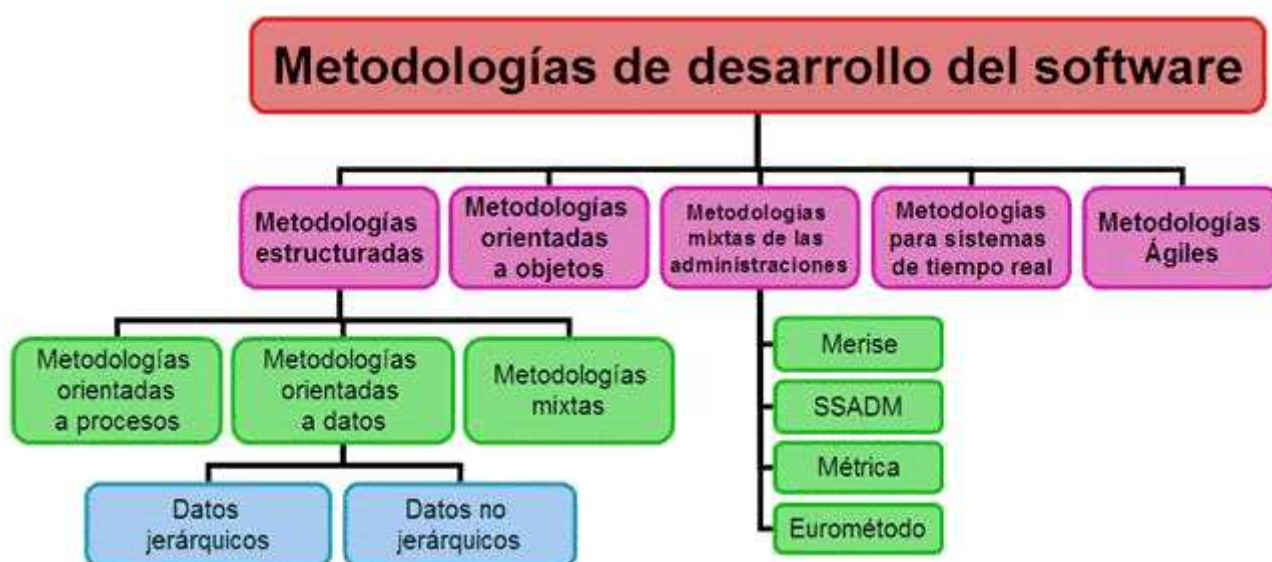 Metodologías de desarrollo del software
Metodologías
estructuradas
Metodologías
orientadas
a objetos
Metodologías
mixtas de las
administraciones
Metodologías
para sistemas
de tiempo real
Metodologías
Ágiles
Metodologías
orientadas
a procesos
Metodologías
orientadas
a datos
Metodologías
mixtas
Merise
SSADM
Métrica
Eurométodo
Datos
jerárquicos
Datos no
jerárquicos